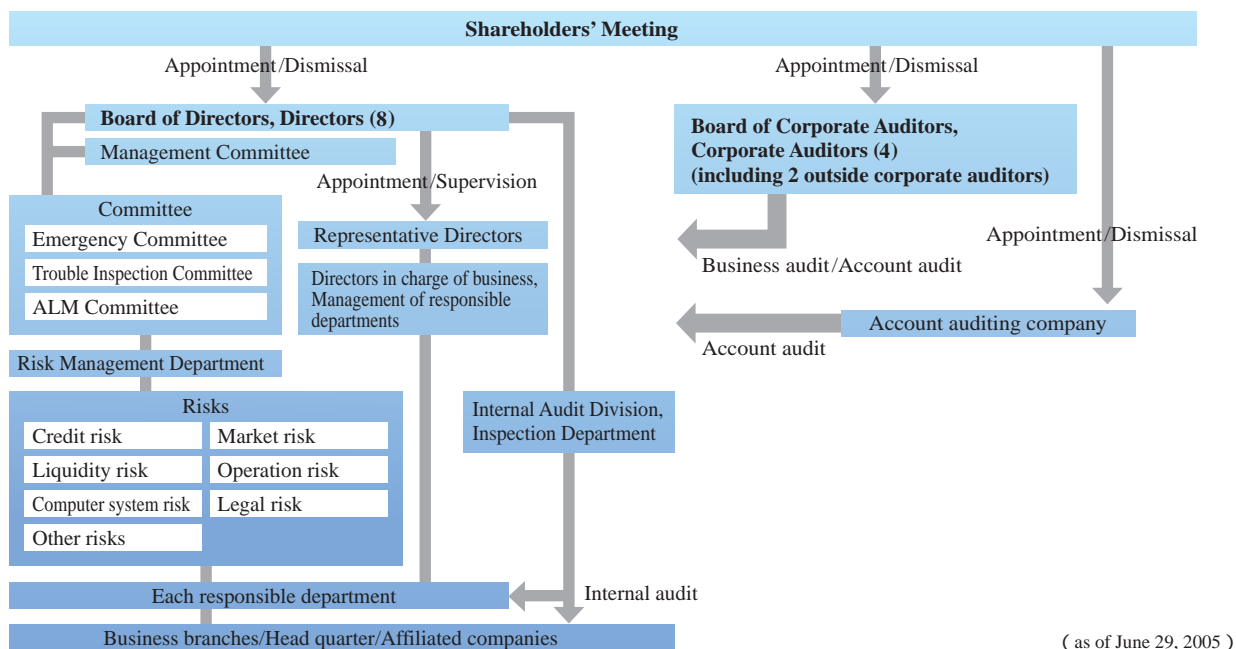 Shareholders' Meeting
Appointment/Dismissal
Board of Directors, Directors (8)
Management Committee
Appointment/Supervision
Committee
Emergency Committee
Trouble Inspection Committee
ALM Committee
Representative Directors
Directors in charge of business,
Management of responsible
departments
Risk Management Department
Risks
Credit risk
Market risk
Liquidity risk
Operation risk
Computer system risk
Legal risk
Other risks
Internal Audit Division,
Inspection Department
Each responsible department
Internal audit
Business branches/Head quarter/Affiliated companies
Appointment/Dismissal
Board of Corporate Auditors,
Corporate Auditors (4)
(including 2 outside corporate auditors)
Business audit/Account audit
Appointment/Dismissal
Account auditing company
Account audit
( as of June 29, 2005 )